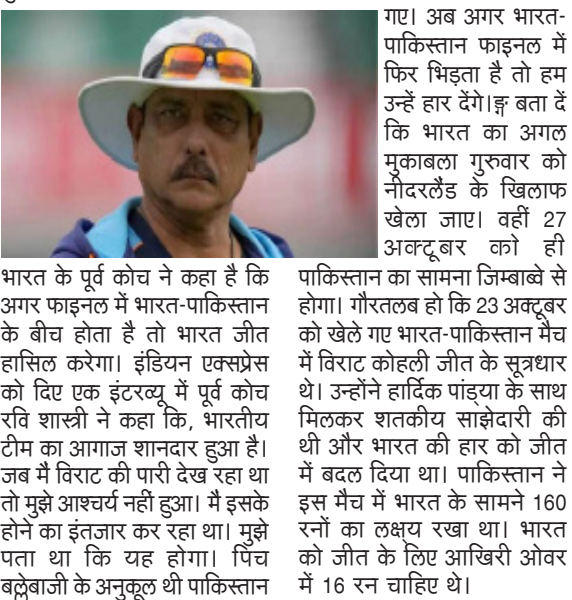 भारत के पूर्व कोच ने कहा है कि
अगर फाइनल में भारत-पाकिस्तान
के बीच होता है तो भारत जीत
हासिल करेगा। इंडियन एक्सप्रेस
को दिए एक इंटरव्यू में पूर्व कोच
रवि शास्त्री ने कहा कि, भारतीय
टीम का आगाज शानदार हुआ है।
जब मै विराट की पारी देख रहा था
तो मुझे आश्चर्य नहीं हुआ। मै इसके
होने का इंतजार कर रहा था। मुझे
पता था कि यह होगा। पिच
बल्लेबाजी के अनुकूल थी पाकिस्तान
गए। अब अगर भारत-
पाकिस्तान फाइनल में
फिर भिड़ता है तो हम
उन्हें हार देंगे।ङ्ग बता दें
कि भारत का अगल
मुकाबला गुरुवार को
नीदरलैंड के खिलाफ
खेला जाए। वहीं 27
अक्टूबर को ही
पाकिस्तान का सामना जिम्बाब्वे से
होगा। गौरतलब हो कि 23 अक्टूबर
को खेले गए भारत-पाकिस्तान मैच
में विराट कोहली जीत के सूत्रधार
थे। उन्होंने हार्दिक पांड्या के साथ
मिलकर शतकीय साझेदारी की
थी और भारत की हार को जीत
में बदल दिया था। पाकिस्तान ने
इस मैच में भारत के सामने 160
रनों का लक्ष्य रखा था। भारत
को जीत के लिए आखिरी ओवर
में 16 रन चाहिए थे।